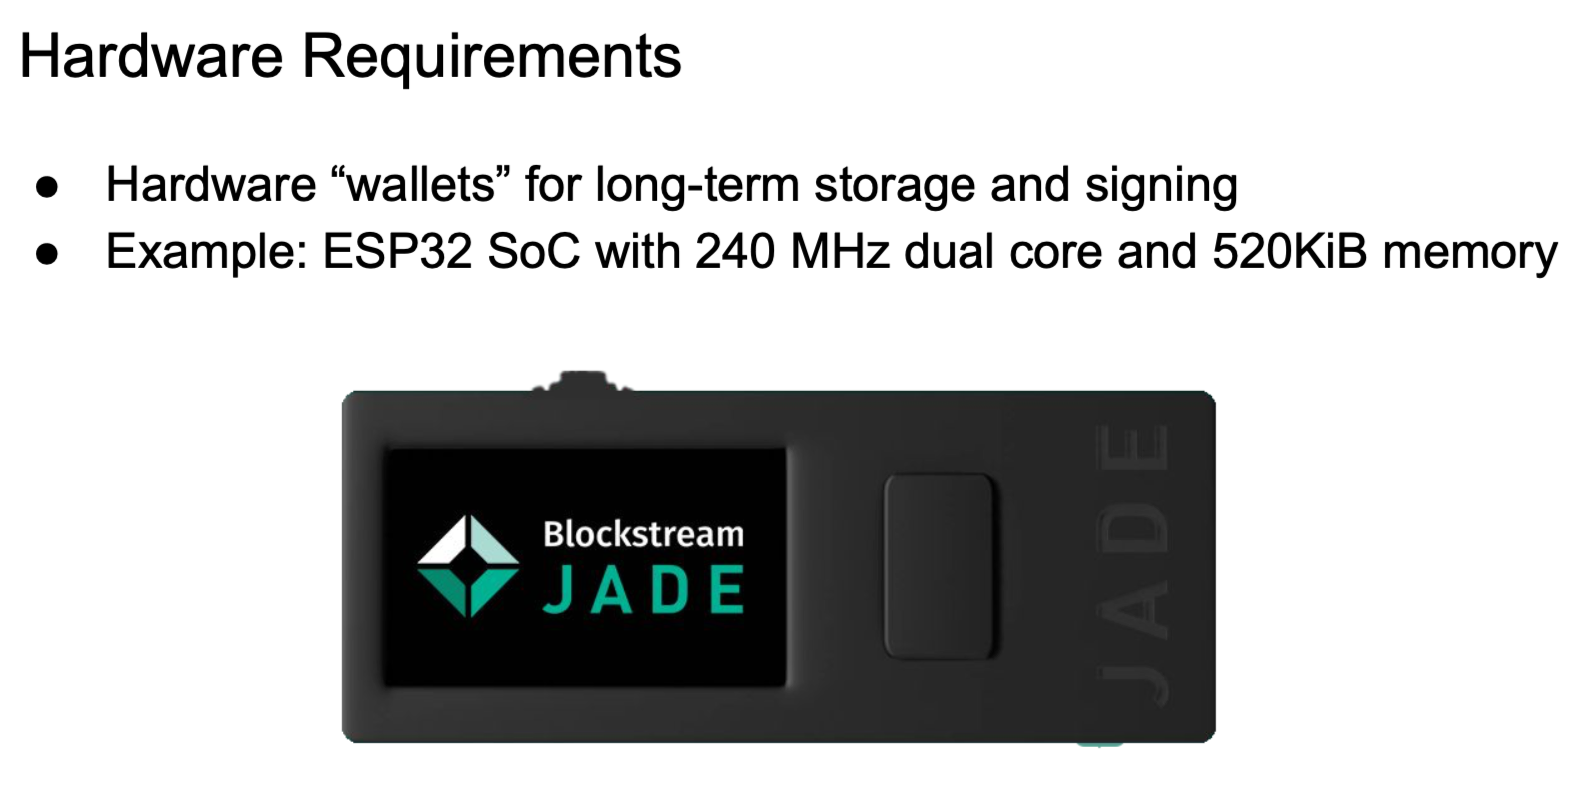 Hardware Requirements
● Hardware “wallets” for long-term storage and signing
● Example: ESP32 SoC with 240 MHz dual core and 520KiB memory
Blockstream
JADE
JADE